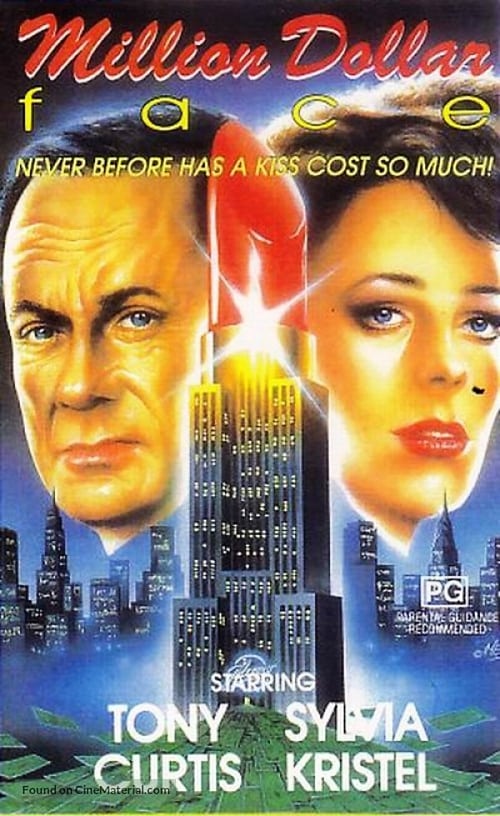 Million Dollar
face
NEVER BEFORE HAS A KISS COST SO MUCH!
PG
PARENTAL GUIDANCE
RECOMMENDED
STARRING
TONY SYLVIA
CURTIS KRISTEL
Found on CineMaterial.com